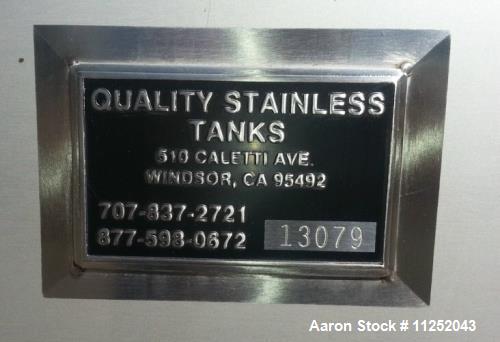 QUALITY STAINLESS
TANKS
510 CALETTI AVE.
WINDSOR, CA 95492
707-837-2721
877-598-0672 13079
Aaron Stock # 11252043